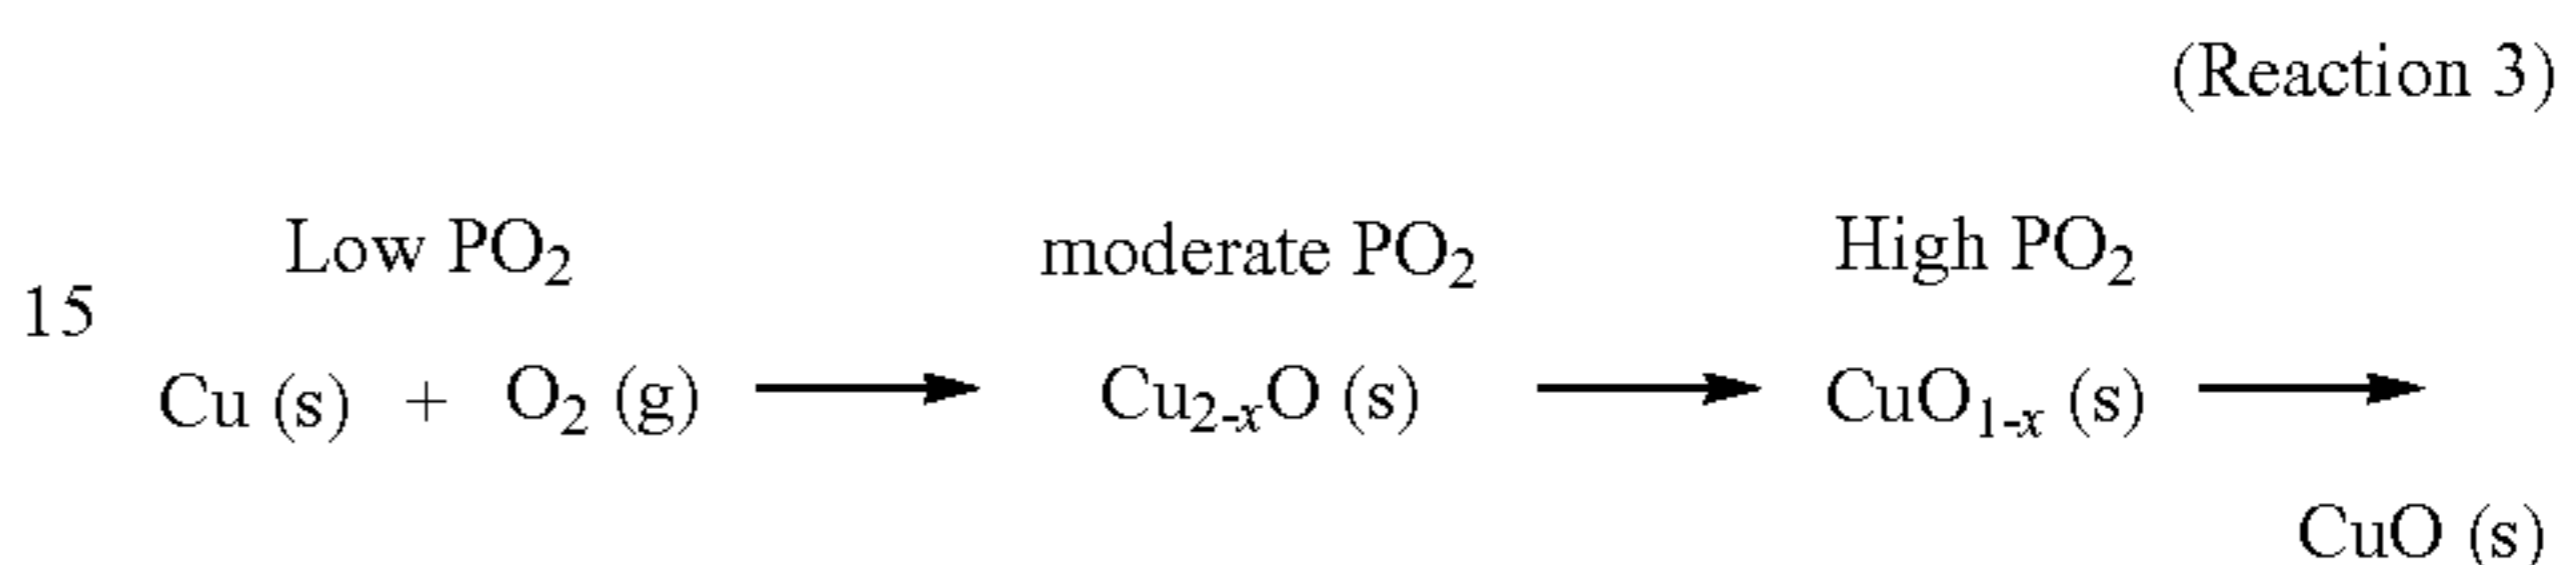 (Reaction 3)
Low PO₂ moderate PO₂ High PO₂
15
Cu (s) + O₂ (g) ⟶ Cu₂₋ₓO (s) ⟶ CuO₁₋ₓ (s) ⟶
CuO (s)